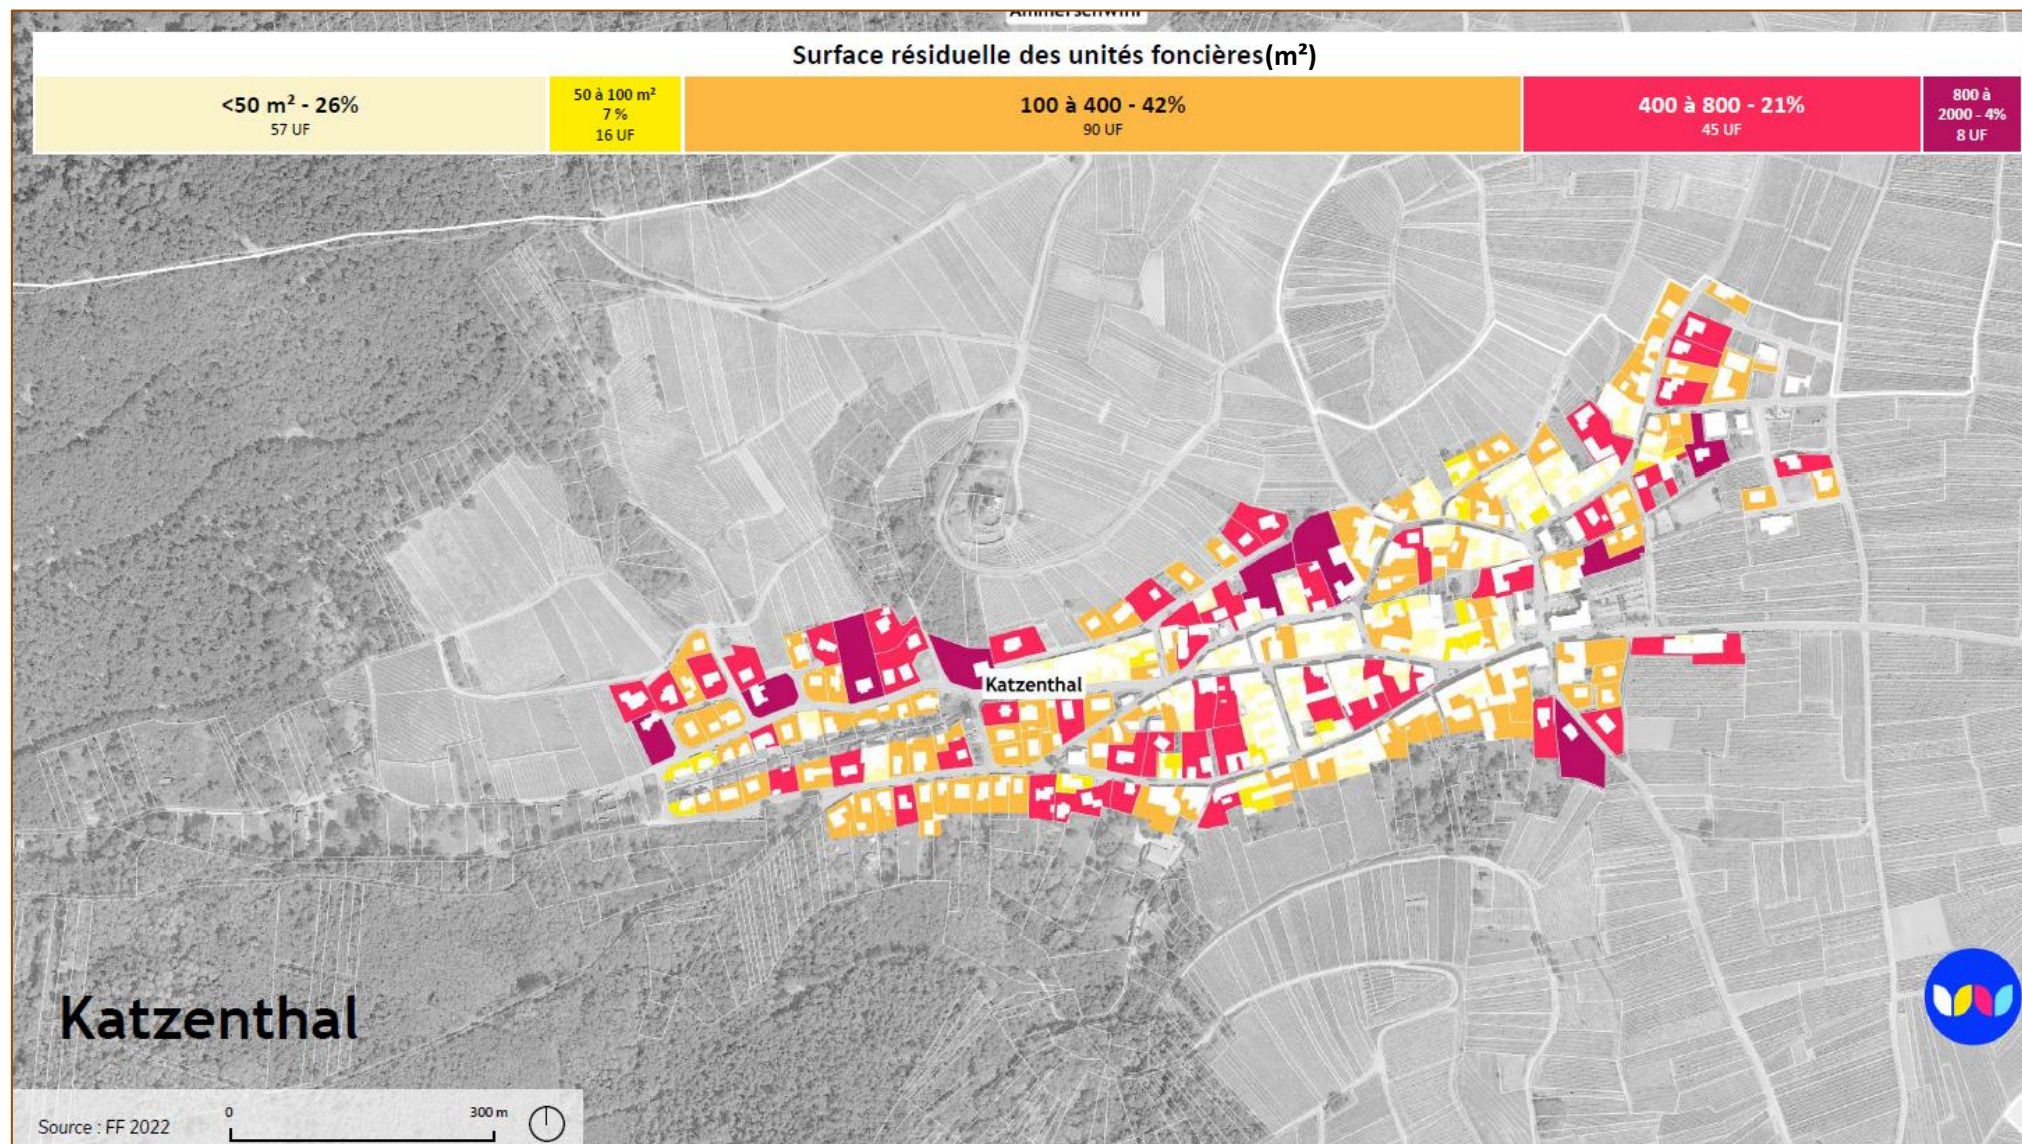 Surface résiduelle des unités foncières(m²)
<50 m² - 26%
57 UF
50 à 100 m²
7 %
16 UF
100 à 400 - 42%
90 UF
400 à 800 - 21%
45 UF
800 à
2000 - 4%
8 UF
Katzenthal
Katzenthal
Source : FF 2022
0
300 m